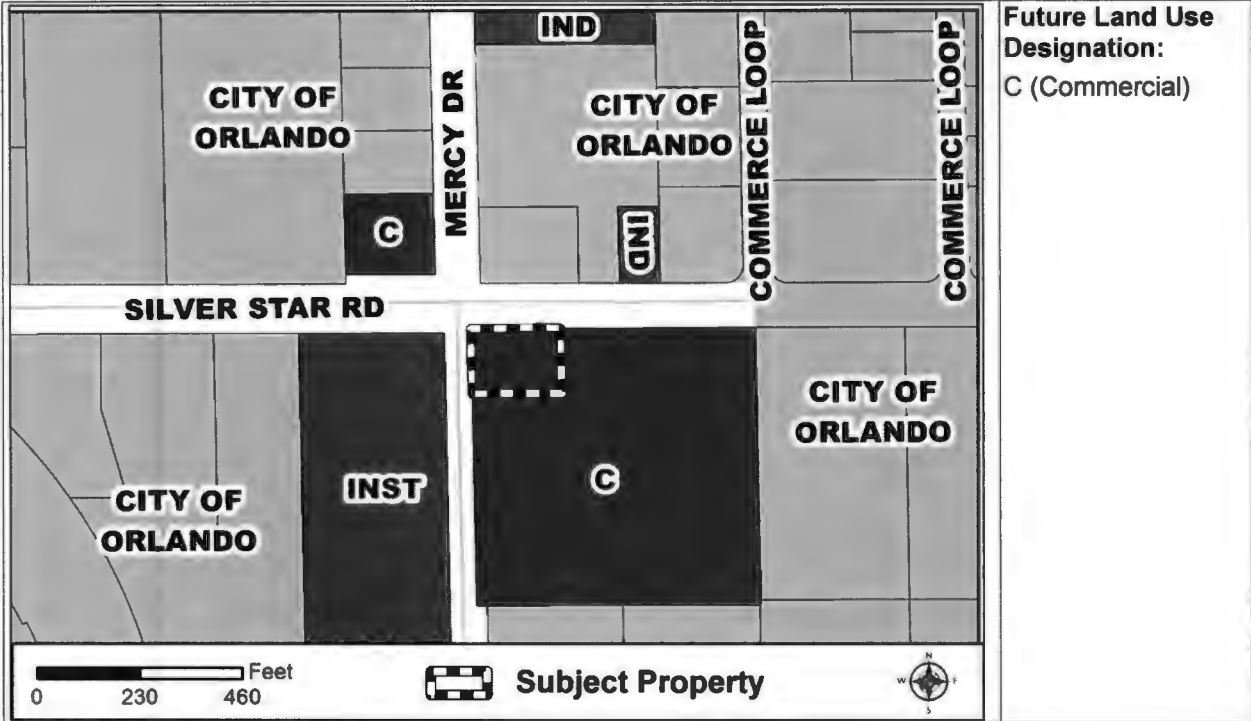 IND
CITY OF
ORLANDO
MERCY DR
CITY OF
ORLANDO
COMMERCE LOOP
COMMERCE LOOP
C
IND
SILVER STAR RD
CITY OF
ORLANDO
INST
C
CITY OF
ORLANDO
Feet
0 230 460
Subject Property
N
W
S
Future Land Use
Designation:
C (Commercial)